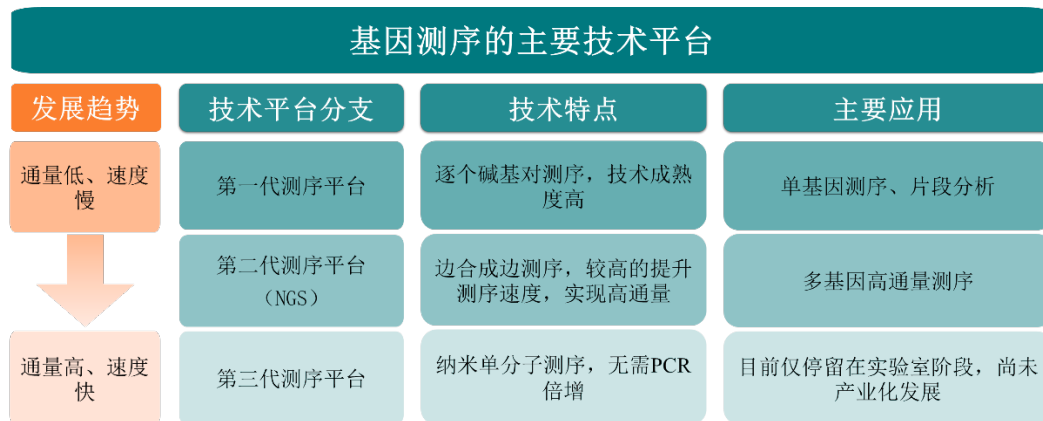 基因测序的主要技术平台
发展趋势
技术平台分支
技术特点
主要应用
通量低、速度
慢
第一代测序平台
逐个碱基对测序，技术成熟
度高
单基因测序、片段分析
第二代测序平台
（NGS）
边合成边测序，较高的提升
测序速度，实现高通量
多基因高通量测序
通量高、速度
快
第三代测序平台
纳米单分子测序，无需PCR
倍增
目前仅停留在实验室阶段，尚未
产业化发展